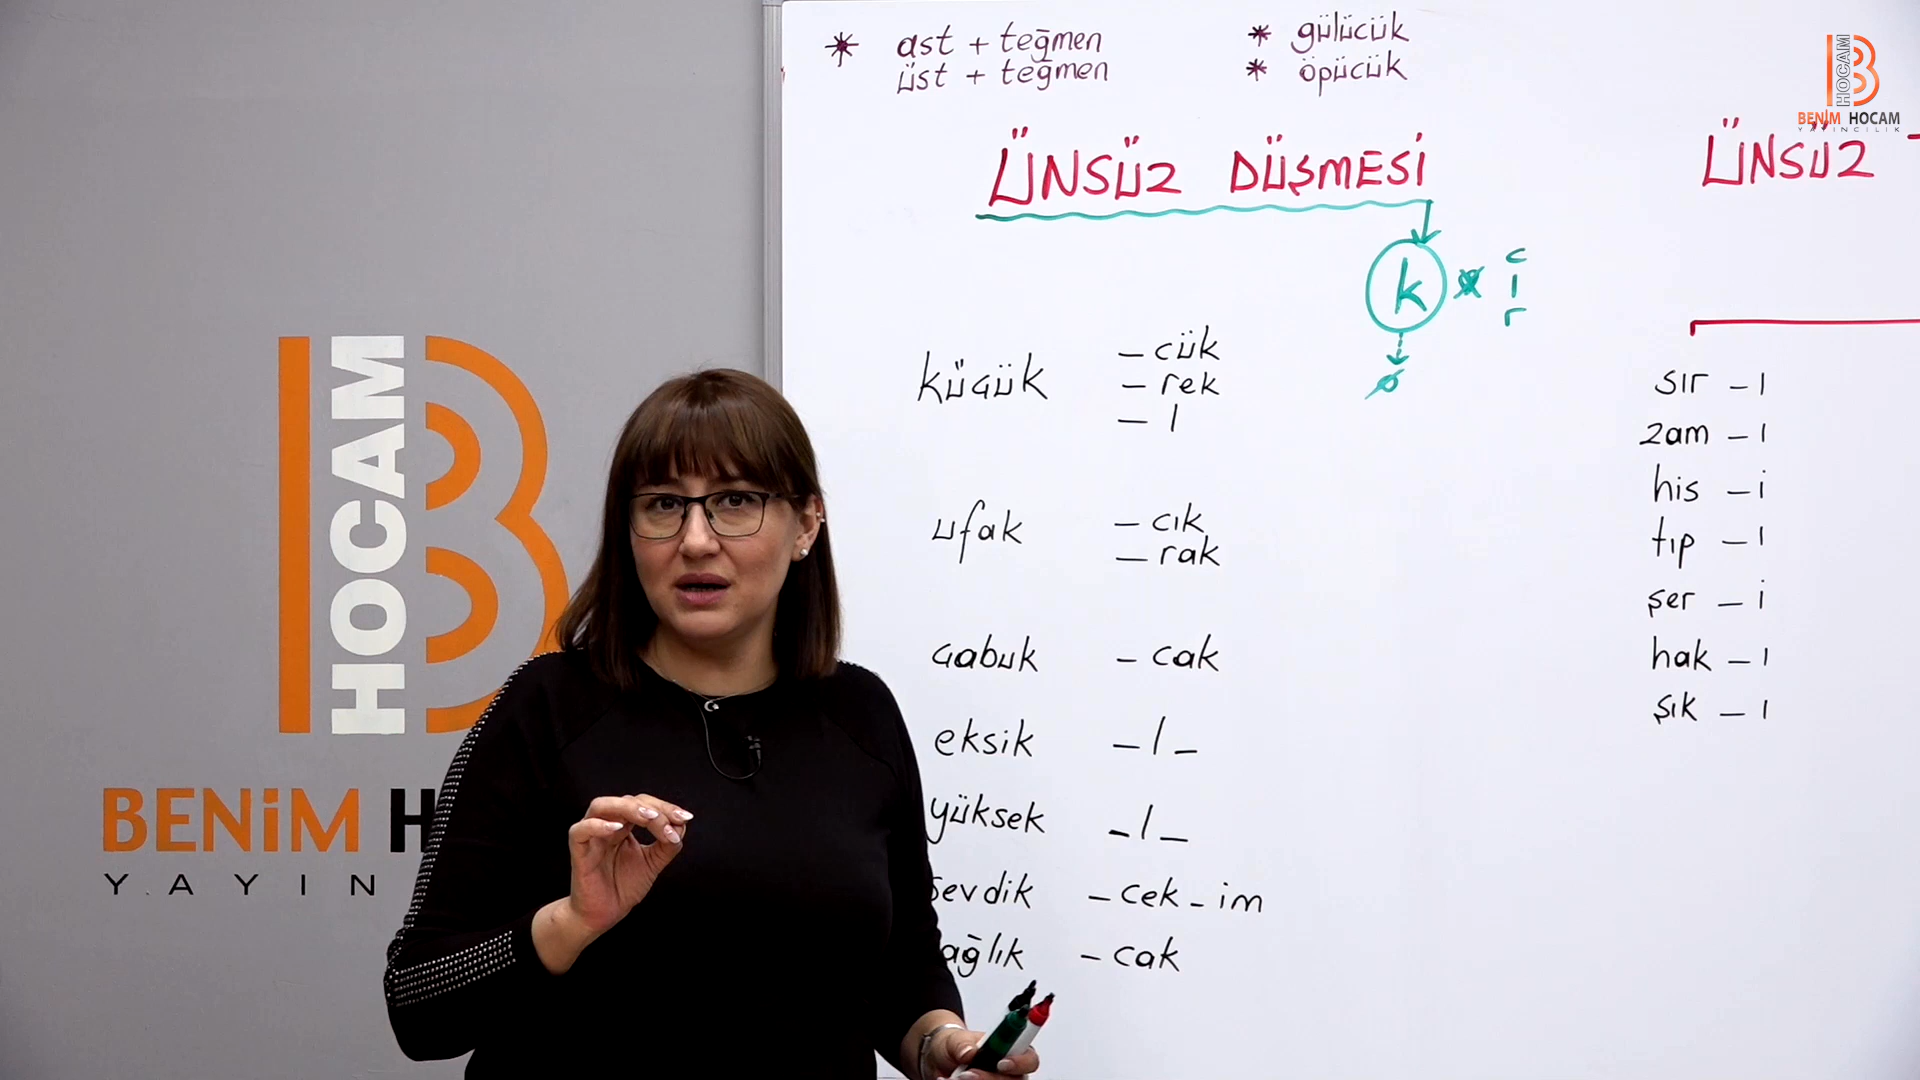 * ast + teğmen
üst + teğmen
* gülücük
* öpücük
ÜNSÜZ DÜŞMESİ
k * c
l
r
ø
küçük – cük
– rek
– l
ufak – cık
– rak
çabuk – cak
eksik – l –
yüksek – l –
sevdik – cek – im
ağlık – cak
ÜNSÜZ
sır – ı
zam – ı
his – i
tıp – ı
şer – i
hak – ı
şık – ı
HOCAM
BENİM HOCAM
YAYINCILIK
HOCAM
BENİM H
YAYIN